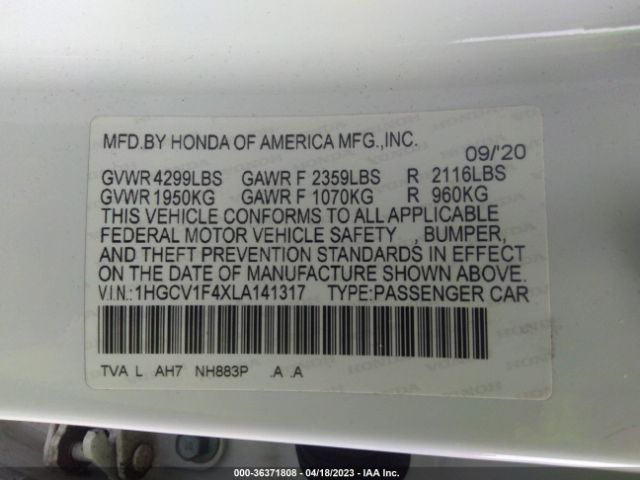 MFD.BY HONDA OF AMERICA MFG.,INC.
09/'20
GVWR 4299LBS GAWR F 2359LBS R 2116LBS
GVWR 1950KG GAWR F 1070KG R 960KG
THIS VEHICLE CONFORMS TO ALL APPLICABLE
FEDERAL MOTOR VEHICLE SAFETY , BUMPER,
AND THEFT PREVENTION STANDARDS IN EFFECT
ON THE DATE OF MANUFACTURE SHOWN ABOVE.
V.I.N.: 1HGCV1F4XLA141317 TYPE:PASSENGER CAR
TVA L AH7 NH883P .A .A
000-36371808 - 04/18/2023 - IAA Inc.